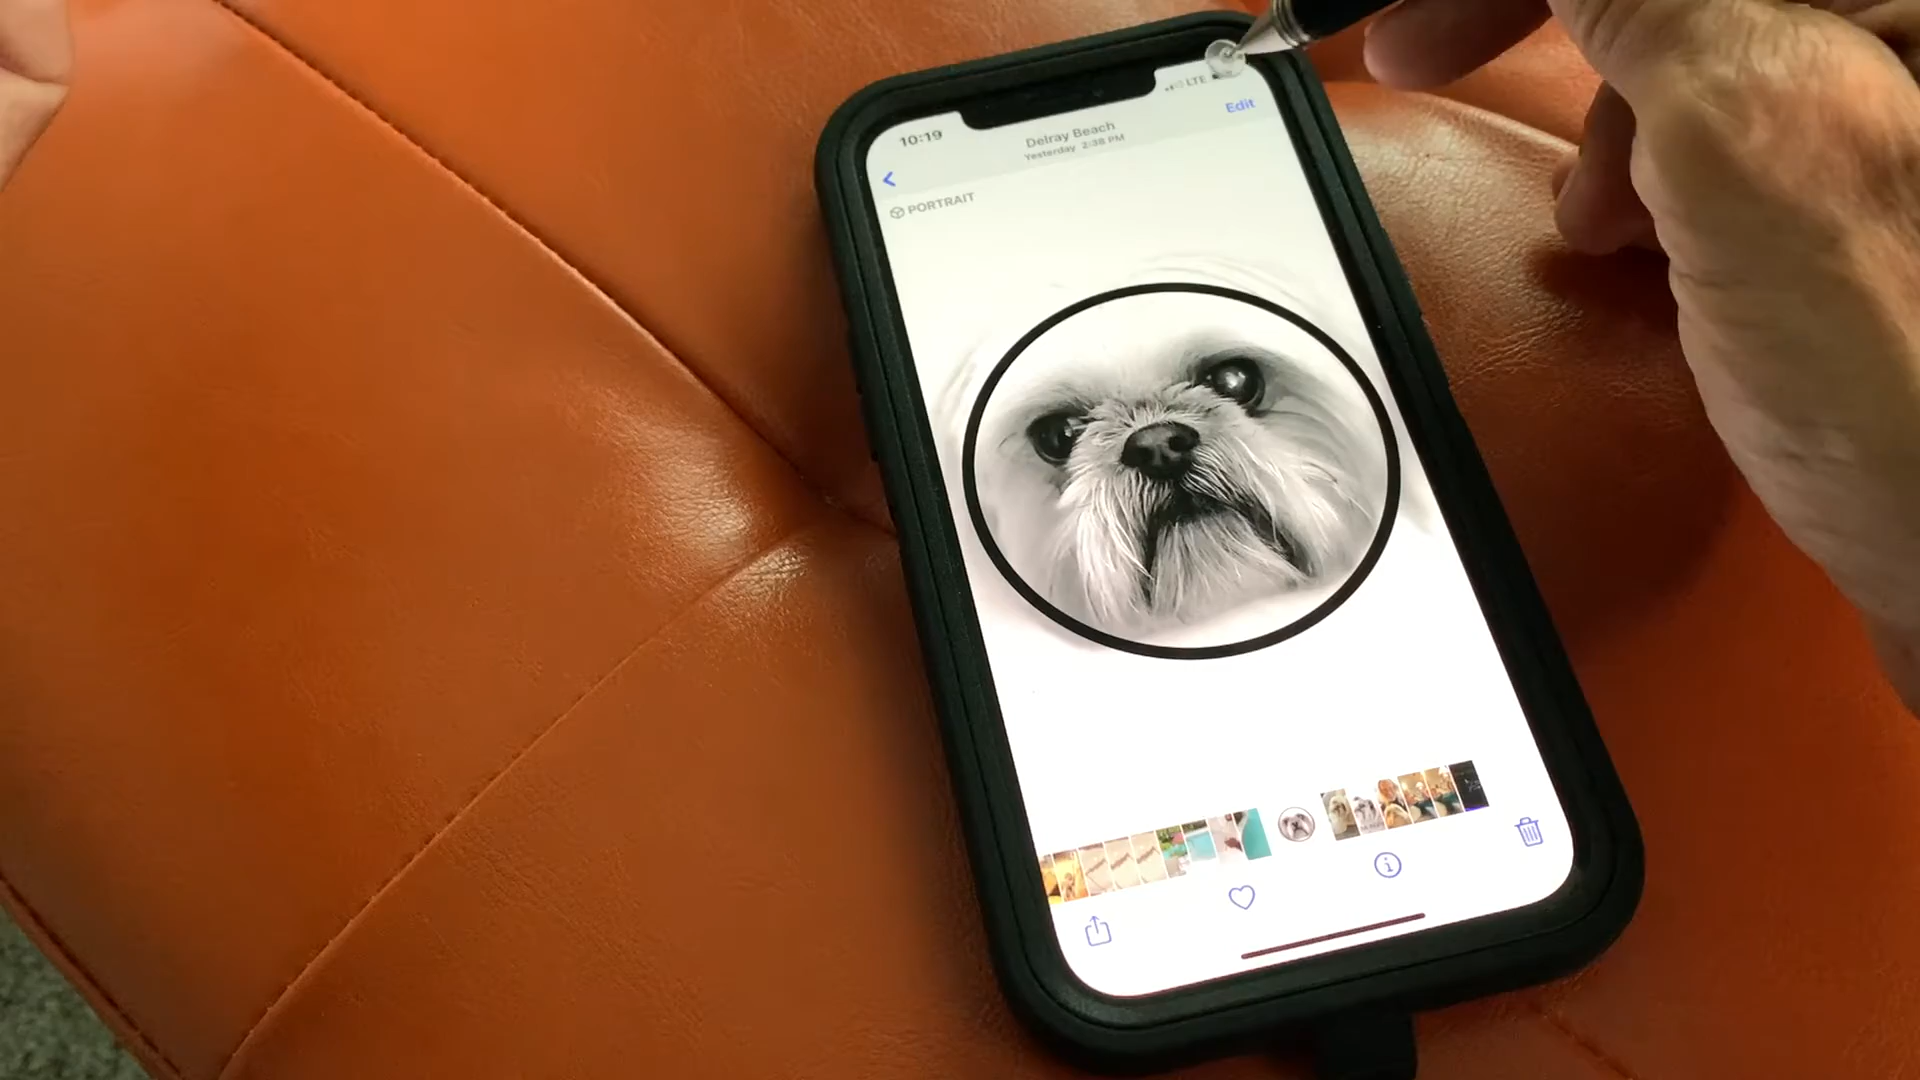 10:19
LTE
Delray Beach
Yesterday 2:38 PM
Edit
PORTRAIT